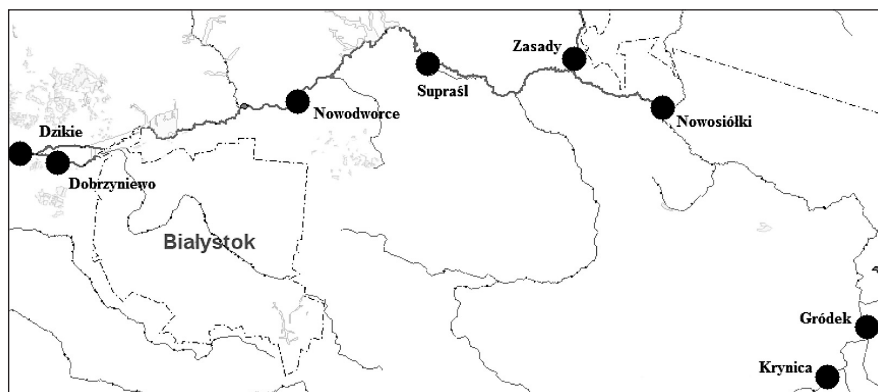 Zasady
Supraśl
Nowodworce
Nowosiółki
Dzikie
Dobrzyniewo
Białystok
Gródek
Krynica